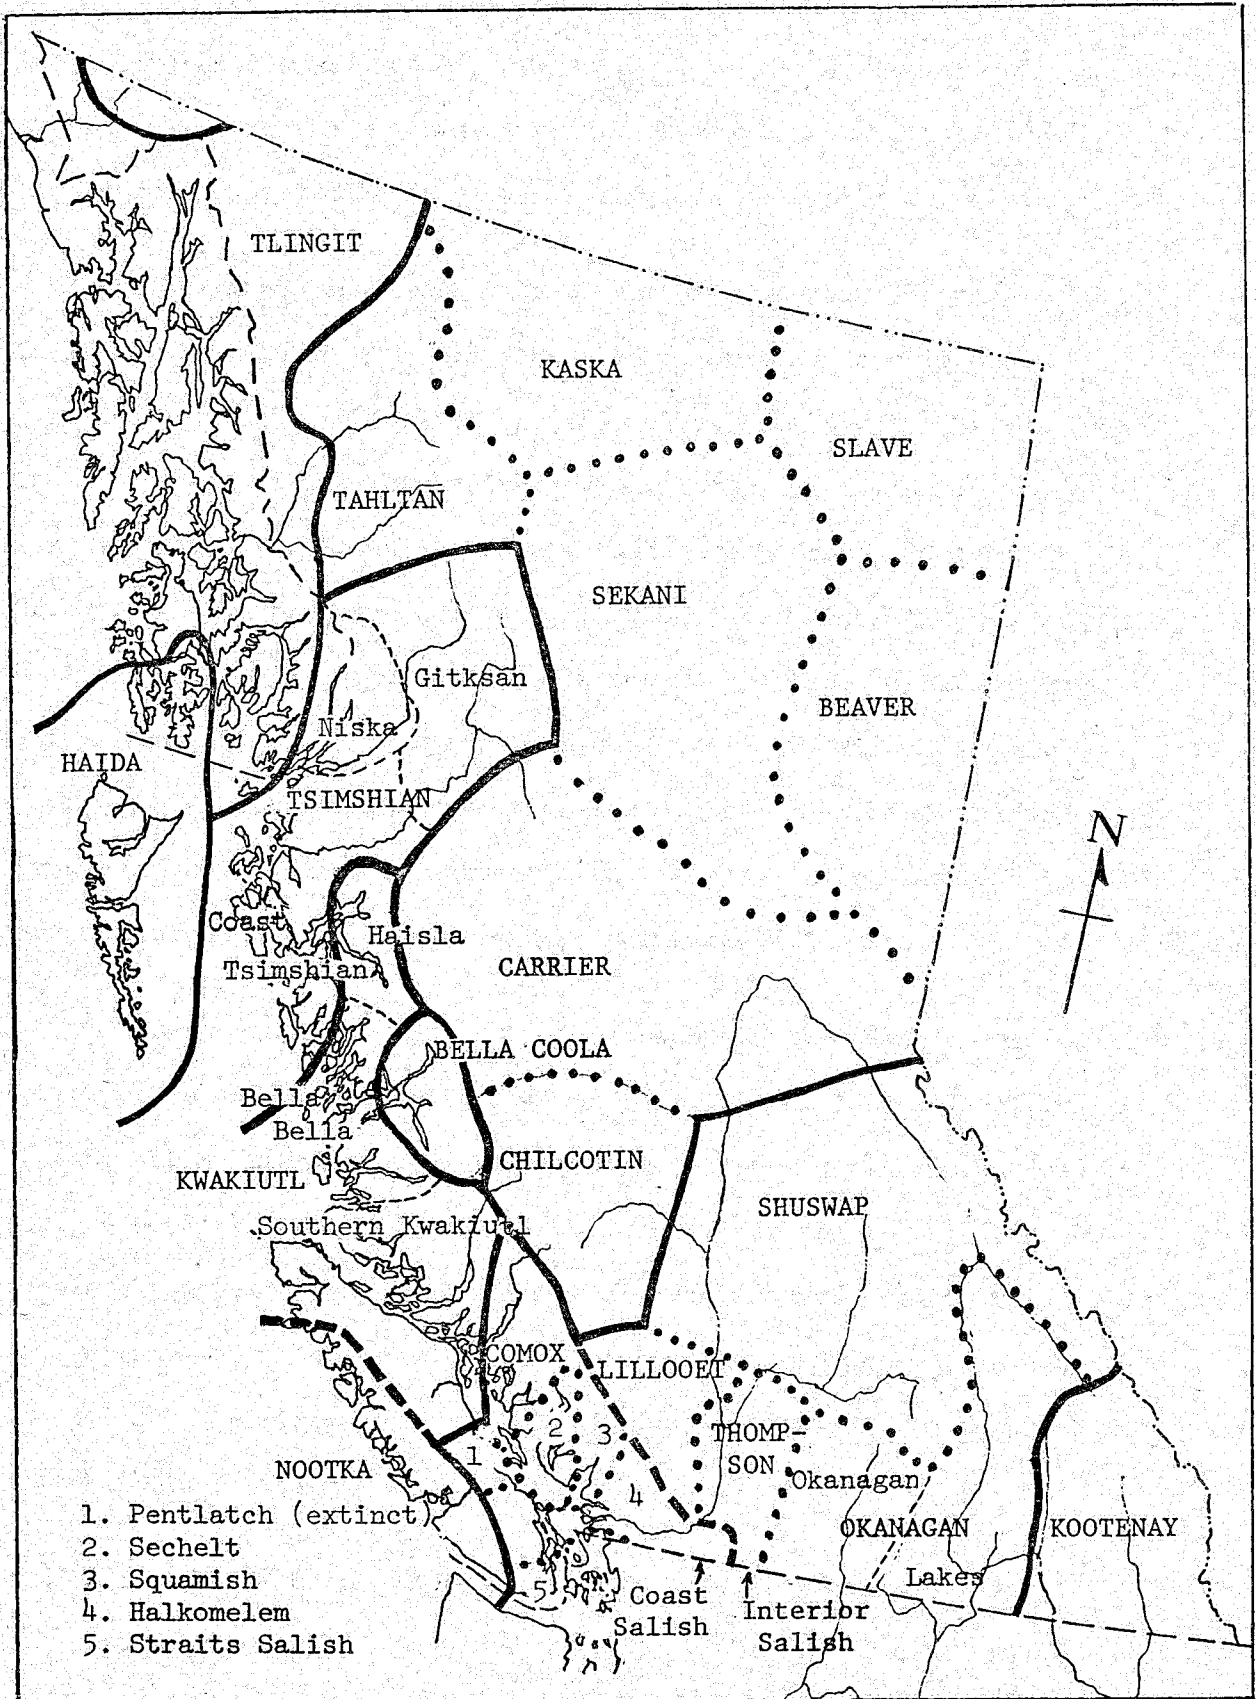 TLINGIT
KASKA
SLAVE
TAHLTAN
SEKANI
Gitksan
BEAVER
Niska
HAIDA
TSIMSHIAN
N
Coast
Tsimshian
Haisla
CARRIER
BELLA COOLA
Bella
Bella
CHILCOTIN
KWAKIUTL
SHUSWAP
Southern Kwakiutl
COMOX
LILLOOET
2
3
1
THOMP-
SON
NOOTKA
Okanagan
4
OKANAGAN
KOOTENAY
Lakes
5
Coast
Salish
Interior
Salish
1. Pentlatch (extinct)
2. Sechelt
3. Squamish
4. Halkomelem
5. Straits Salish